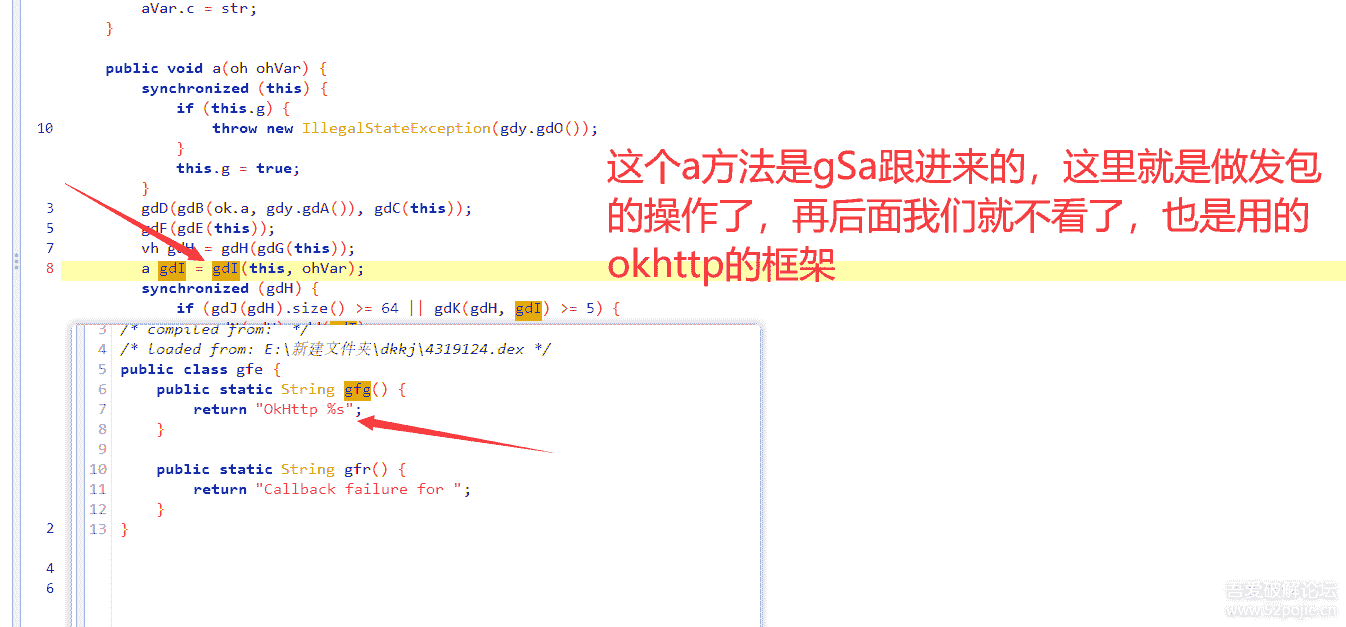 aVar.c = str;
}
public void a(oh ohVar) {
synchronized (this) {
if (this.g) {
10 throw new IllegalStateException(gdy.gdO());
}
this.g = true;
}
3 gdD(gdB(ok.a, gdy.gdA()), gdC(this));
5 gdF(gdE(this));
7 vh gdH = gdH(gdG(this));
8 a gdI = gdI(this, ohVar);
synchronized (gdH) {
if (gdJ(gdH).size() >= 64 || gdK(gdH, gdI) >= 5) {
这个a方法是gSa跟进来的，这里就是做发包
的操作了，再后面我们就不看了，也是用的
okhttp的框架
3 /* compiled from: */
4 /* loaded from: E:\新建文件夹\dkkj\4319124.dex */
5 public class gfe {
6 public static String gfg() {
7 return "OkHttp %s";
8 }
9
10 public static String gfr() {
11 return "Callback failure for ";
12 }
13 }
2
4
6
吾爱破解论坛
www.52pojie.cn